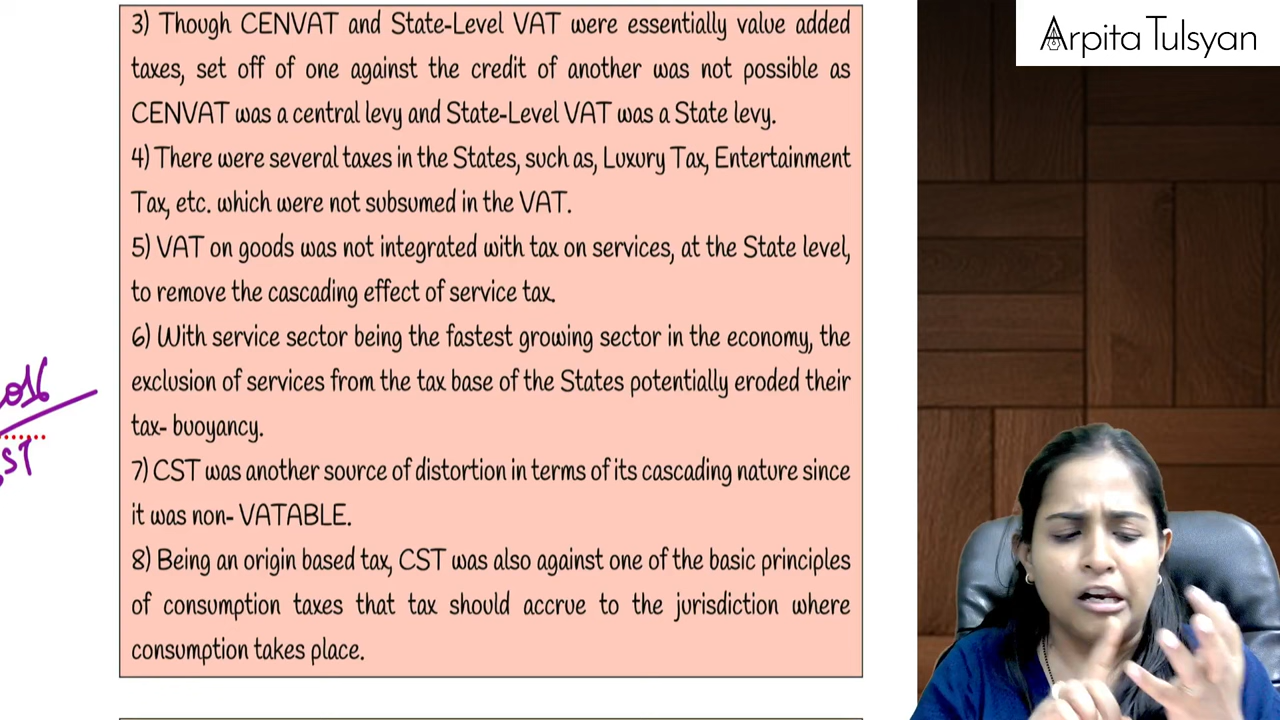 Arpita Tulsyan
3) Though CENVAT and State-Level VAT were essentially value added
taxes, set off of one against the credit of another was not possible as
CENVAT was a central levy and State-Level VAT was a State levy.
4) There were several taxes in the States, such as, Luxury Tax, Entertainment
Tax, etc. which were not subsumed in the VAT.
5) VAT on goods was not integrated with tax on services, at the State level,
to remove the cascading effect of service tax.
6) With service sector being the fastest growing sector in the economy, the
exclusion of services from the tax base of the States potentially eroded their
tax- buoyancy.
7) CST was another source of distortion in terms of its cascading nature since
it was non- VATABLE.
8) Being an origin based tax, CST was also against one of the basic principles
of consumption taxes that tax should accrue to the jurisdiction where
consumption takes place.